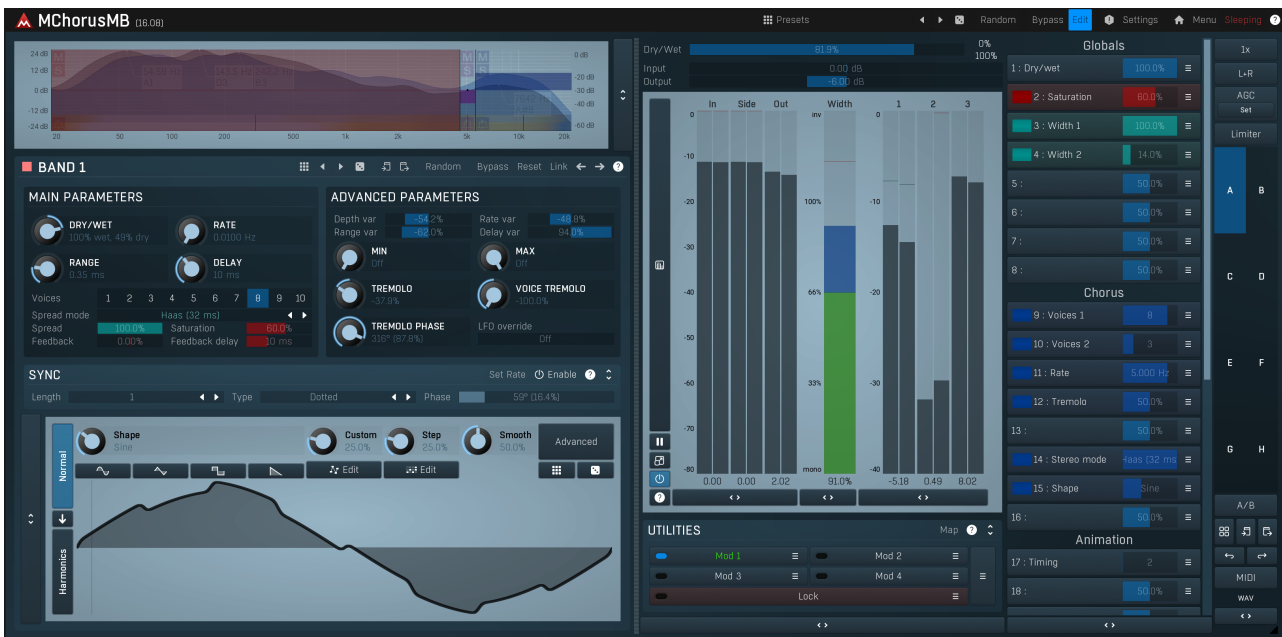 MChorusMB (16.08)
Presets
Random Bypass Edit Settings Menu Sleeping ?
24 dB
12 dB
0 dB
-12 dB
-24 dB
0 dB
-20 dB
-30 dB
-40 dB
-60 dB
M M M
S S S
20 50 100 200 500 1k 2k 5k 10k 20k
BAND 1
Random Bypass Reset Link ?
MAIN PARAMETERS
DRY/WET
100% wet, 49% dry
RATE
0.0100 Hz
RANGE
0.35 ms
DELAY
10 ms
Voices 1 2 3 4 5 6 7 8 9 10
Spread mode Haas (32 ms)
Spread 100.0% Saturation 60.0%
Feedback 0.00% Feedback delay 10 ms
ADVANCED PARAMETERS
Depth var -54.2% Rate var -48.8%
Range var -62.0% Delay var 94.0%
MIN
Off
MAX
Off
TREMOLO
-37.9%
VOICE TREMOLO
-100.0%
TREMOLO PHASE
316° (87.8%)
LFO override
Off
SYNC
Set Rate Enable ?
Length 1 Type Dotted Phase 59° (16.4%)
Normal
Harmonics
Shape
Sine
Custom
25.0%
Step
25.0%
Smooth
50.0%
Advanced
Edit Edit
Dry/Wet 81.9% 0%
100%
Input 0.00 dB
Output -6.00 dB
In Side Out Width 1 2 3
0
-10
-20
-30
-40
-50
-60
-70
-80
inv
100%
66%
33%
mono
0
-10
-20
-30
-40
0.00 0.00 2.02 91.0% -5.18 0.49 8.02
?
UTILITIES
Map ?
Mod 1 Mod 2
Mod 3 Mod 4
Lock
Globals
1 : Dry/wet 100.0%
2 : Saturation 60.0%
3 : Width 1 100.0%
4 : Width 2 14.0%
5 : 50.0%
6 : 50.0%
7 : 50.0%
8 : 50.0%
Chorus
9 : Voices 1 8
10 : Voices 2 3
11 : Rate 5.000 Hz
12 : Tremolo 50.0%
13 : 50.0%
14 : Stereo mode Haas (32 ms
15 : Shape Sine
16 : 50.0%
Animation
17 : Timing 2
18 : 50.0%
1x
L+R
AGC
Set
Limiter
A B
C D
E F
G H
A/B
MIDI
WAV